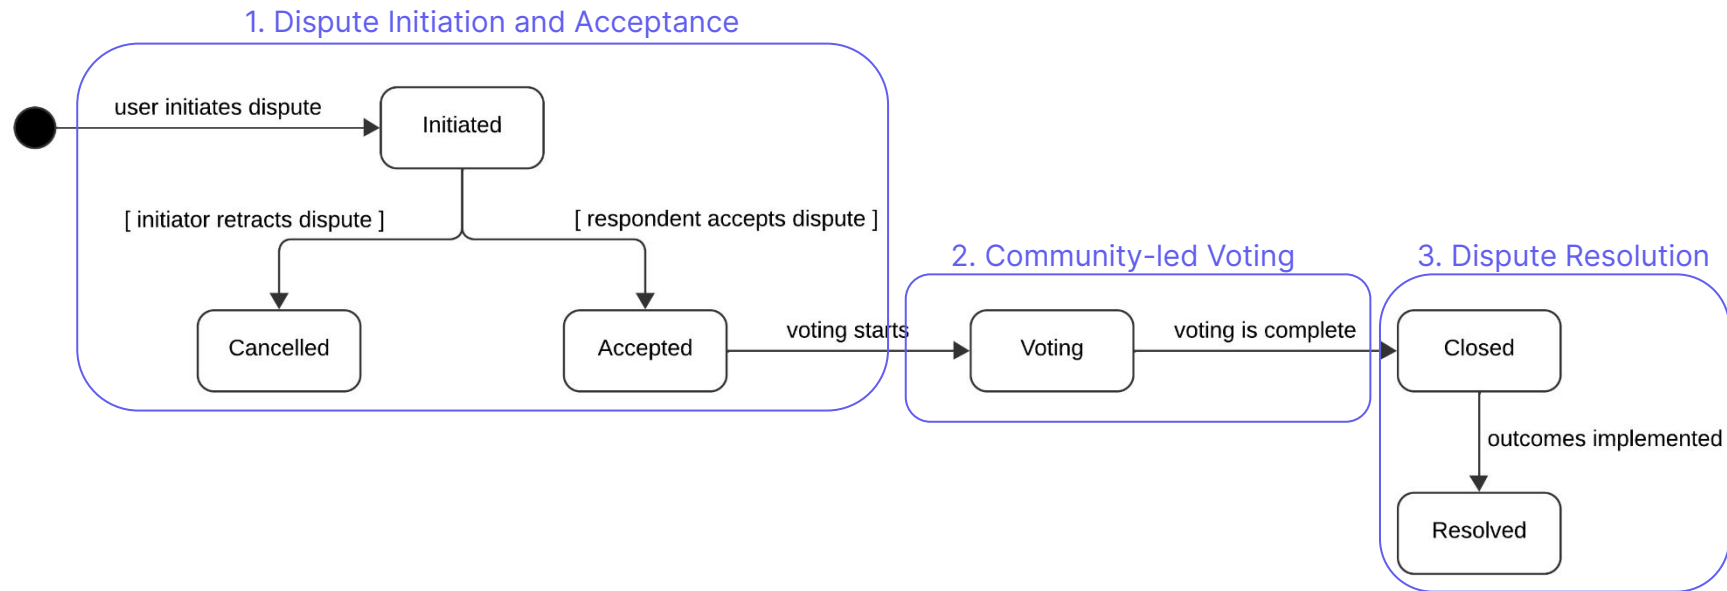 1. Dispute Initiation and Acceptance
user initiates dispute
Initiated
[ initiator retracts dispute ]
[ respondent accepts dispute ]
Cancelled
Accepted
voting starts
2. Community-led Voting
Voting
voting is complete
3. Dispute Resolution
Closed
outcomes implemented
Resolved